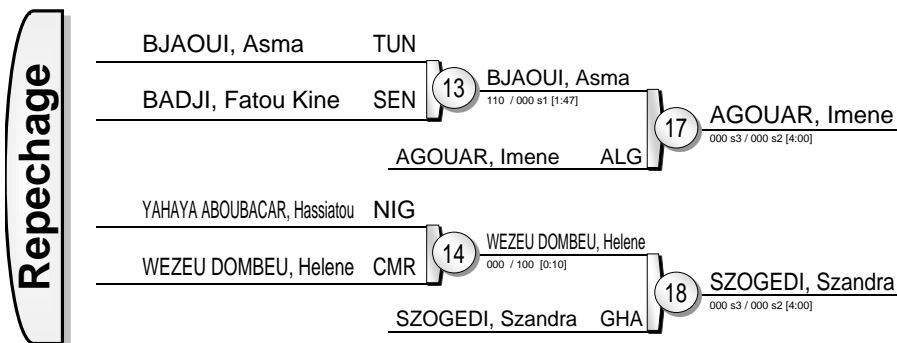 Repechage
BJAOUI, Asma TUN
BADJI, Fatou Kine SEN
13
BJAOUI, Asma
110 / 000 s1 [1:47]
AGOUAR, Imene ALG
17
AGOUAR, Imene
000 s3 / 000 s2 [4:00]
YAHAYA ABOUBACAR, Hassiatou NIG
WEZEU DOMBEU, Helene CMR
14
WEZEU DOMBEU, Helene
000 / 100 [0:10]
SZOGEDI, Szandra GHA
18
SZOGEDI, Szandra
000 s3 / 000 s2 [4:00]